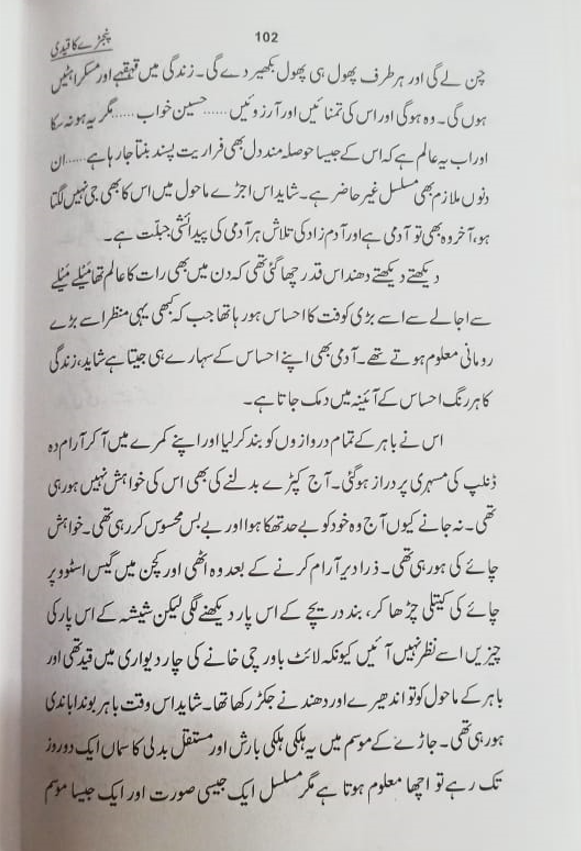 102
پنجڑے کا قیدی
چن لے گی اور ہر طرف پھول ہی پھول بکھیر دے گی۔ زندگی میں قہقہے اور مسکراہٹیں
ہوں گی۔ وہ ہوگی اور اس کی تمنائیں اور آرزوئیں ...... حسین خواب ...... مگر یہ ہو نہ سکا
اور اب یہ عالم ہے کہ اس کے جیسا حوصلہ مند دل بھی فراریت پسند بنتا جا رہا ہے ...... ان
دنوں ملازم بھی مسلسل غیر حاضر ہے۔ شاید اس اجڑے ماحول میں اس کا بھی جی نہیں لگتا
ہو، آخر وہ بھی تو آدمی ہے اور آدم زاد کی تلاش ہر آدمی کی پیدائشی جبلّت ہے۔
دیکھتے دیکھتے دھند اس قدر چھا گئی تھی کہ دن میں بھی رات کا عالم تھا مَیلے مَیلے
سے اجالے سے اسے بڑی کوفت کا احساس ہو رہا تھا جب کہ کبھی یہی منظر اسے بڑے
رومانی معلوم ہوتے تھے۔ آدمی بھی اپنے احساس کے سہارے ہی جیتا ہے شاید، زندگی
کا ہر رنگ احساس کے آئینہ میں دمک جاتا ہے۔
اس نے باہر کے تمام دروازوں کو بند کر لیا اور اپنے کمرے میں آ کر آرام دہ
ڈنلپ کی مسہری پر دراز ہو گئی۔ آج کپڑے بدلنے کی بھی اس کی خواہش نہیں ہو رہی
تھی۔ نہ جانے کیوں آج وہ خود کو بے حد تھکا ہوا اور بے بس محسوس کر رہی تھی۔ خواہش
چائے کی ہو رہی تھی۔ ذرا دیر آرام کرنے کے بعد وہ اٹھی اور کچن میں گیس اسٹوو پر
چائے کی کیتلی چڑھا کر، بند دریچے کے اس پار دیکھنے لگی لیکن شیشہ کے اس پار کی
چیزیں اسے نظر نہیں آئیں کیونکہ لائٹ باورچی خانے کی چار دیواری میں قید تھی اور
باہر کے ماحول کو تو اندھیرے اور دھند نے جکڑ رکھا تھا۔ شاید اس وقت باہر بوندا باندی
ہو رہی تھی۔ جاڑے کے موسم میں یہ ہلکی ہلکی بارش اور مستقل بدلی کا سماں ایک دو روز
تک رہے تو اچھا معلوم ہوتا ہے مگر مسلسل ایک جیسی صورت اور ایک جیسا موسم